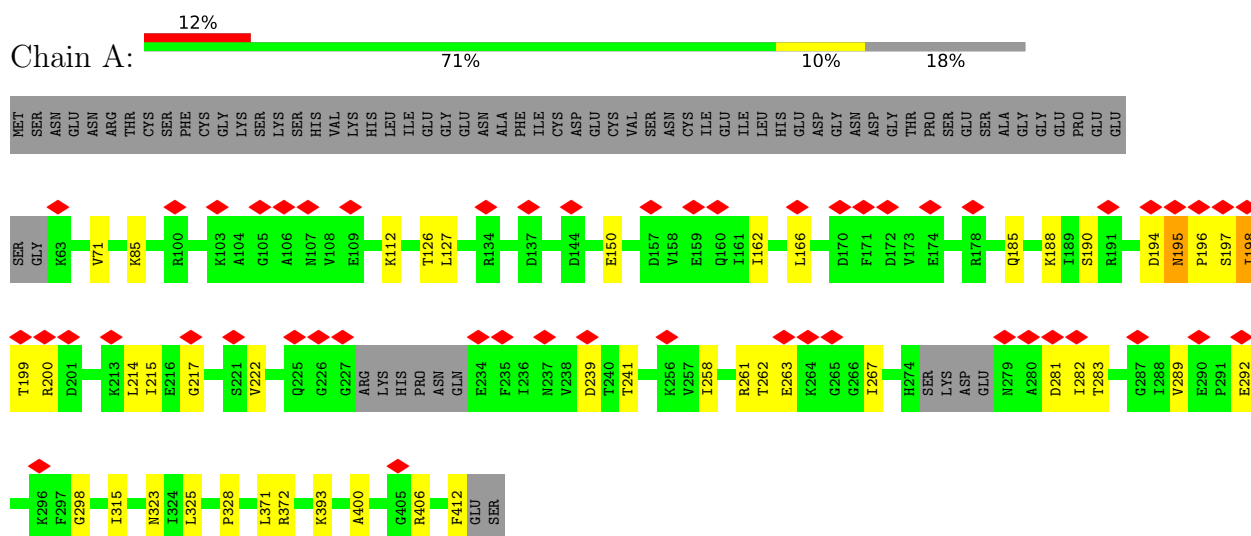 12%
Chain A:
71% 10% 18%
MET SER ASN GLU ASN ARG THR CYS SER PHE CYS GLY LYS SER LYS SER HIS VAL LYS HIS LEU ILE GLU GLY GLU ASN ALA PHE ILE CYS ASP GLU CYS VAL SER ASN CYS ILE GLU ILE LEU HIS GLU ASP GLY ASN ASP GLY THR PRO SER GLU SER ALA GLY GLY GLU PRO GLU GLU
SER GLY K63 V71 K85 R100 K103 A104 G105 A106 N107 V108 E109 K112 T126 L127 R134 D137 D144 E150 D157 V158 E159 Q160 I161 I162 L166 D170 F171 D172 V173 E174 R178 Q185 K188 I189 S190 R191 D194 N195 P196 S197 I198
T199 R200 D201 K213 L214 I215 E216 G217 S221 V222 Q225 G226 G227 ARG LYS HIS PRO ASN GLN E234 F235 I236 N237 V238 D239 T240 T241 K256 V257 I258 R261 T262 E263 K264 G265 G266 I267 H274 SER LYS ASP GLU N279 A280 D281 I282 T283 G287 I288 V289 E290 P291 E292
K296 F297 G298 I315 N323 I324 L325 P328 L371 R372 K393 A400 G405 R406 F412 GLU SER